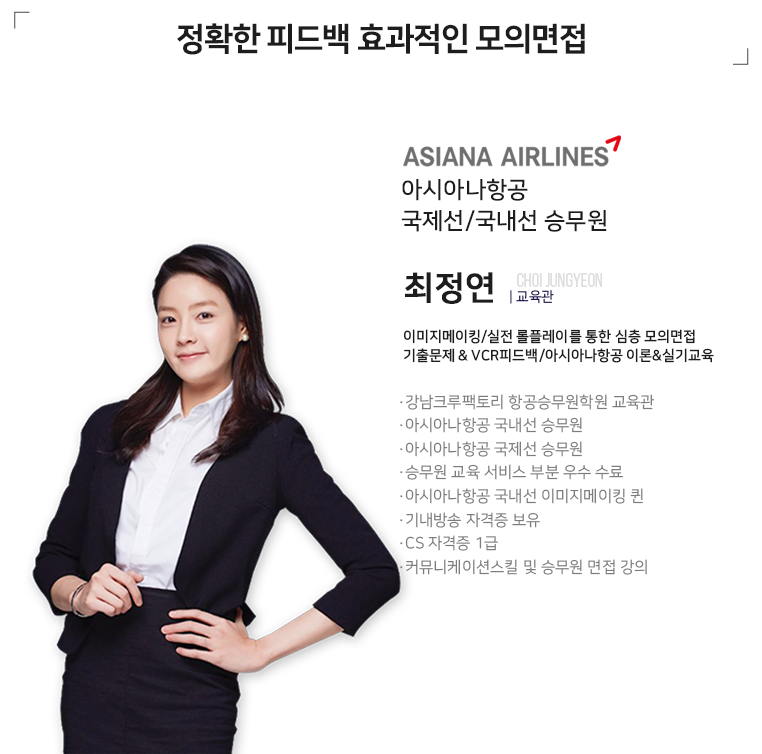 정확한 피드백 효과적인 모의면접
ASIANA AIRLINES
아시아나항공
국제선/국내선 승무원
최정연
CHOI JUNGYEON
| 교육관
이미지메이킹/실전 롤플레이를 통한 심층 모의면접
기출문제 & VCR피드백/아시아나항공 이론&실기교육
·강남크루팩토리 항공승무원학원 교육관
·아시아나항공 국내선 승무원
·아시아나항공 국제선 승무원
·승무원 교육 서비스 부분 우수 수료
·아시아나항공 국내선 이미지메이킹 퀸
·기내방송 자격증 보유
·CS 자격증 1급
·커뮤니케이션스킬 및 승무원 면접 강의